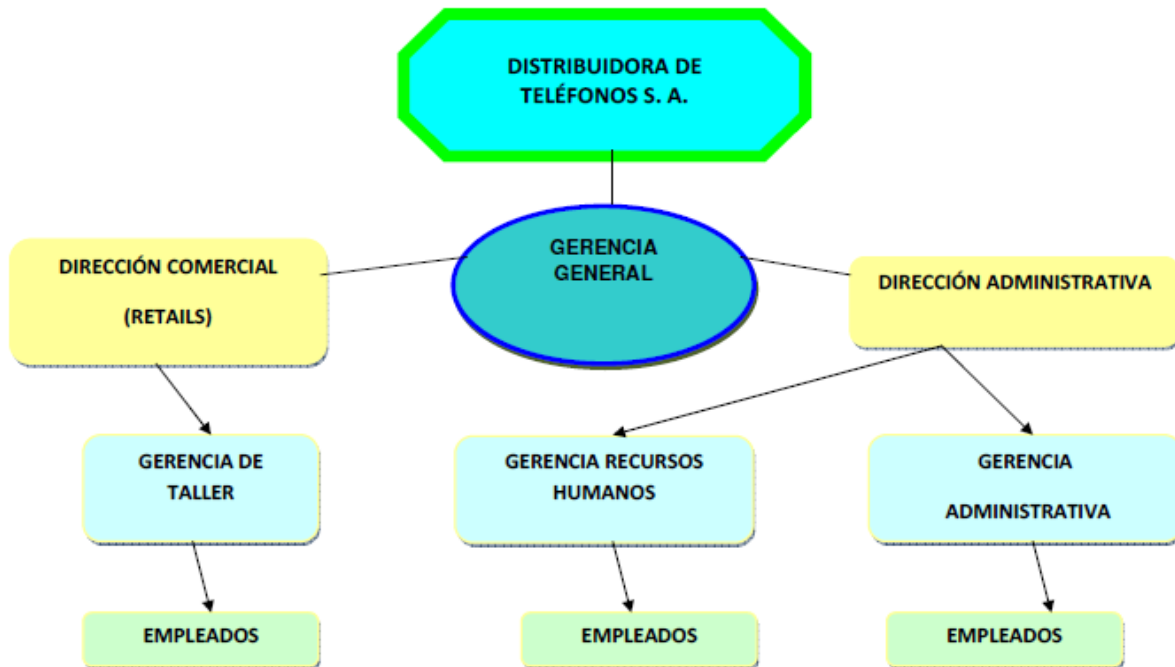 DISTRIBUIDORA DE
TELÉFONOS S. A.
GERENCIA
GENERAL
DIRECCIÓN COMERCIAL
(RETAILS)
DIRECCIÓN ADMINISTRATIVA
GERENCIA DE
TALLER
GERENCIA RECURSOS
HUMANOS
GERENCIA
ADMINISTRATIVA
EMPLEADOS
EMPLEADOS
EMPLEADOS